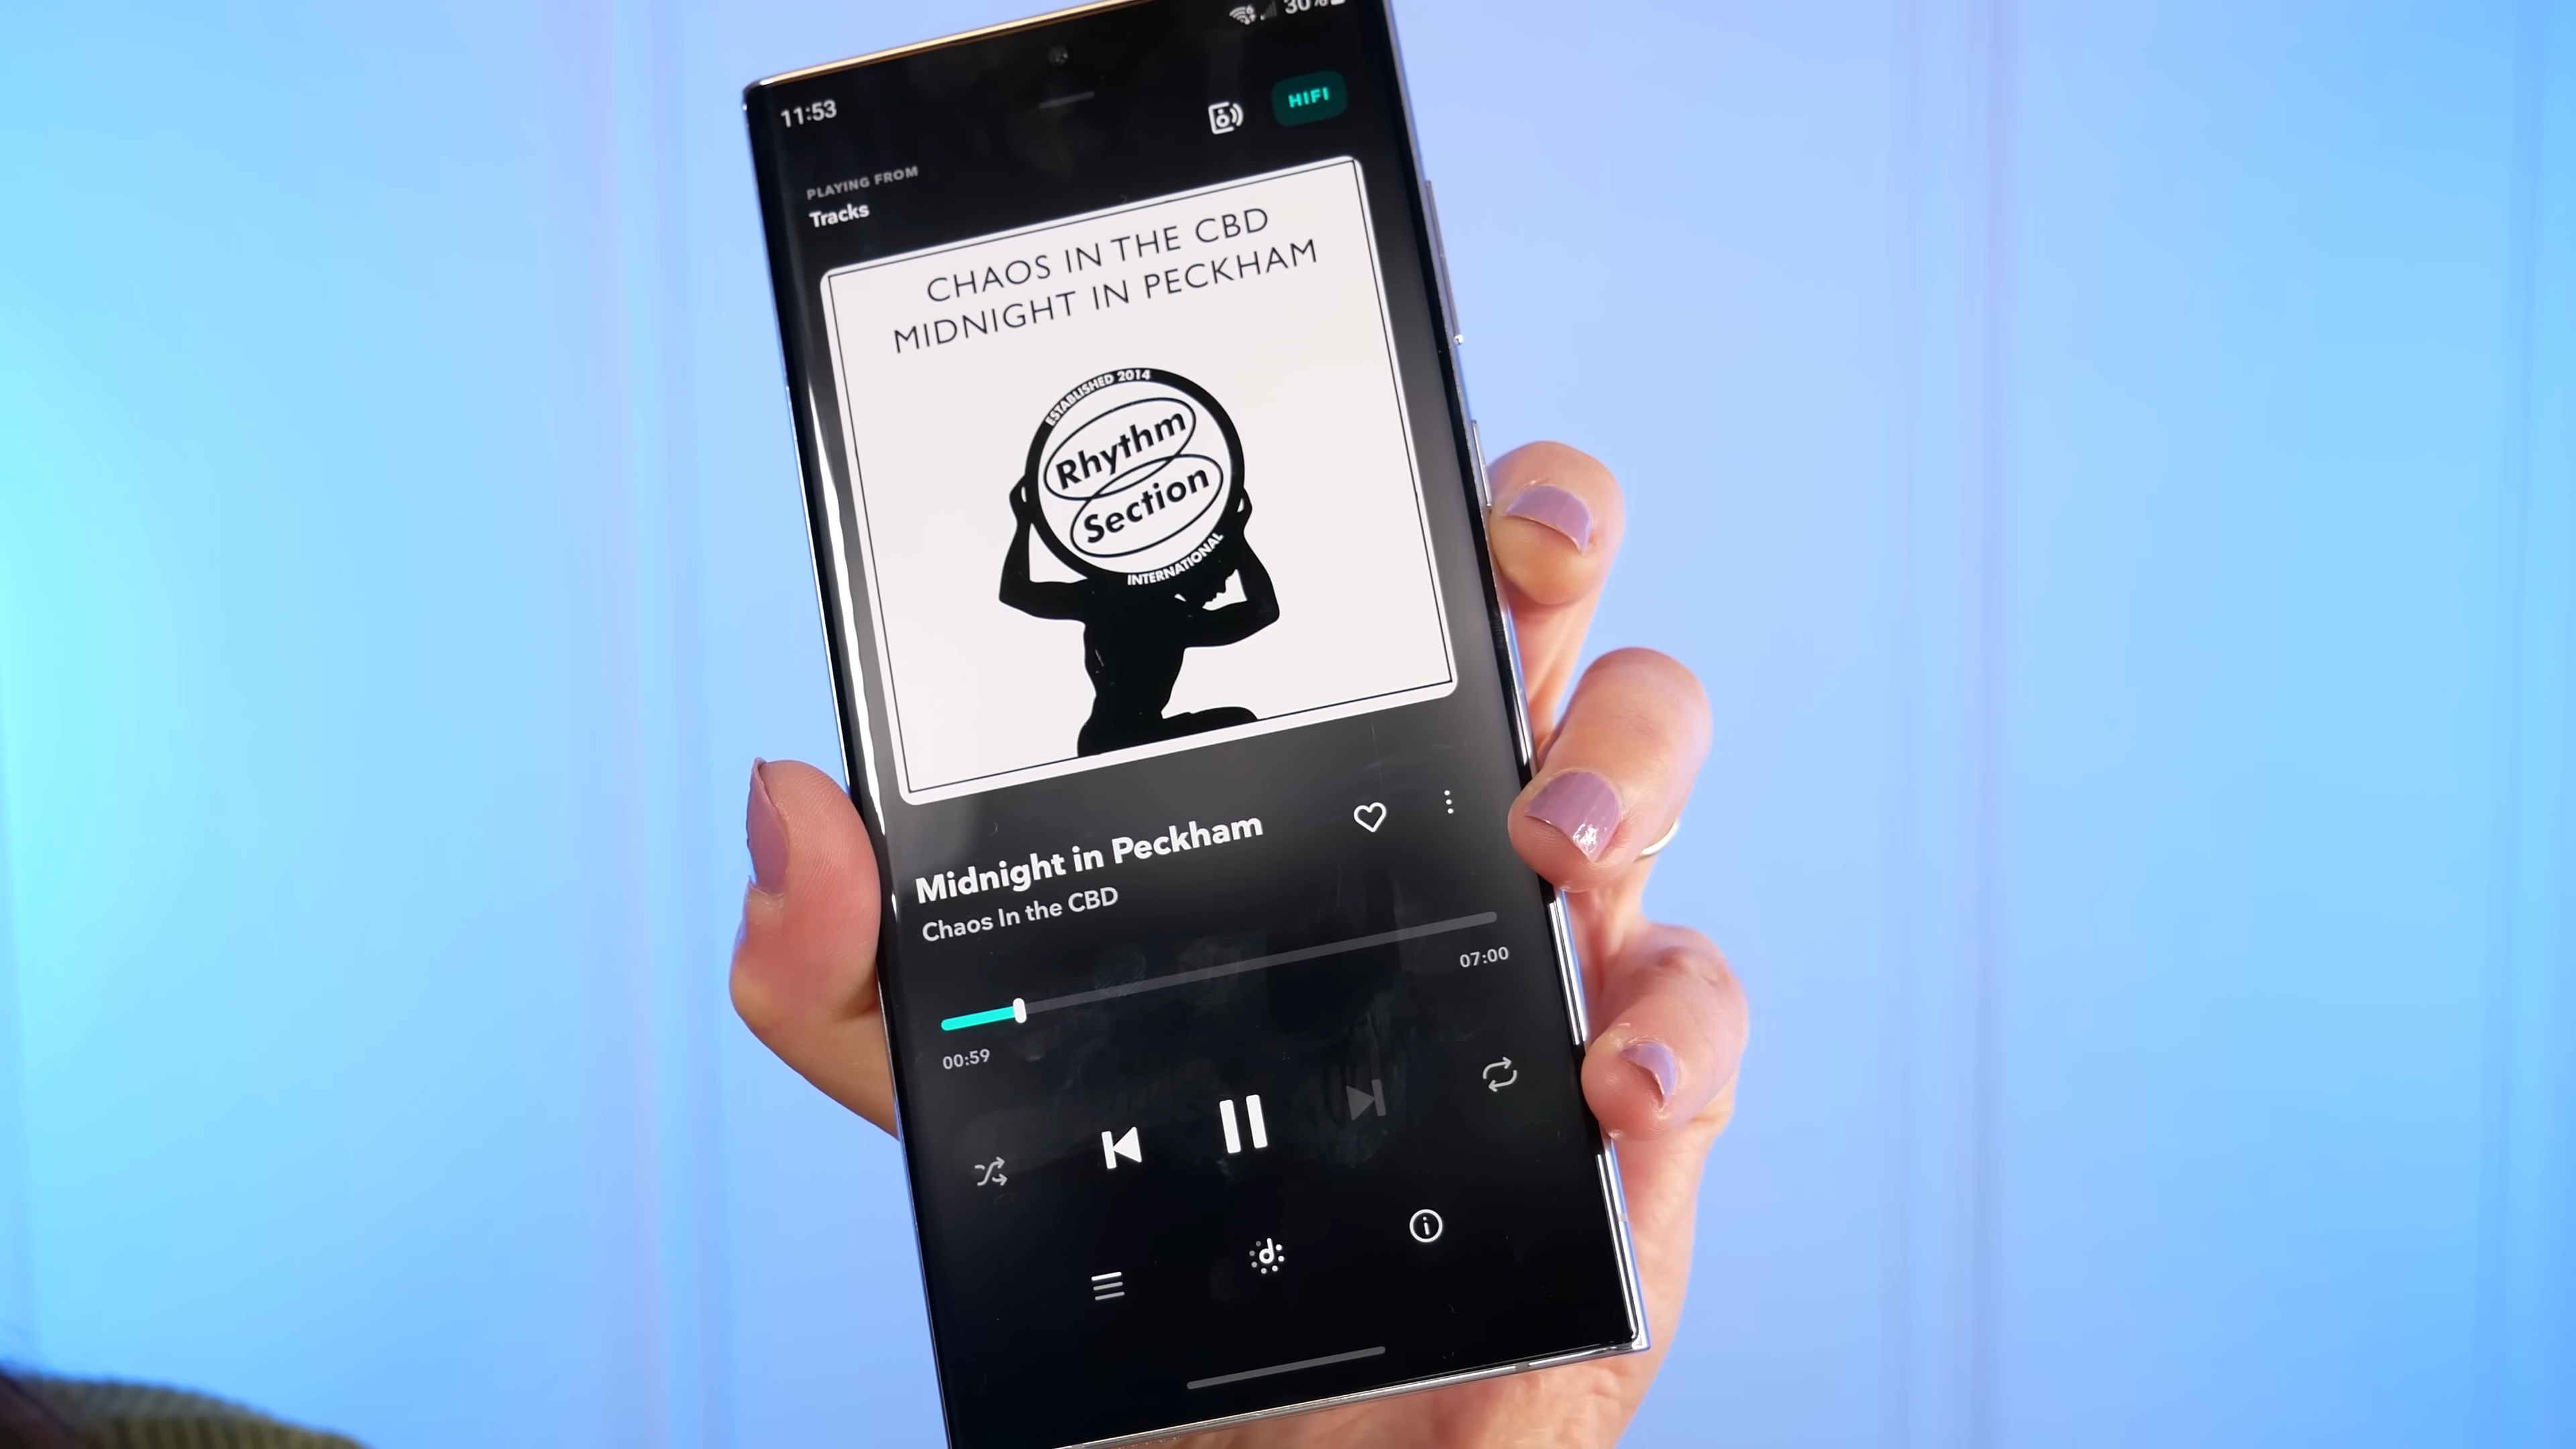 30%
11:53
HIFI
PLAYING FROM
Tracks
CHAOS IN THE CBD
MIDNIGHT IN PECKHAM
ESTABLISHED 2014
Rhythm
Section
INTERNATIONAL
Midnight in Peckham
Chaos In the CBD
07:00
00:59